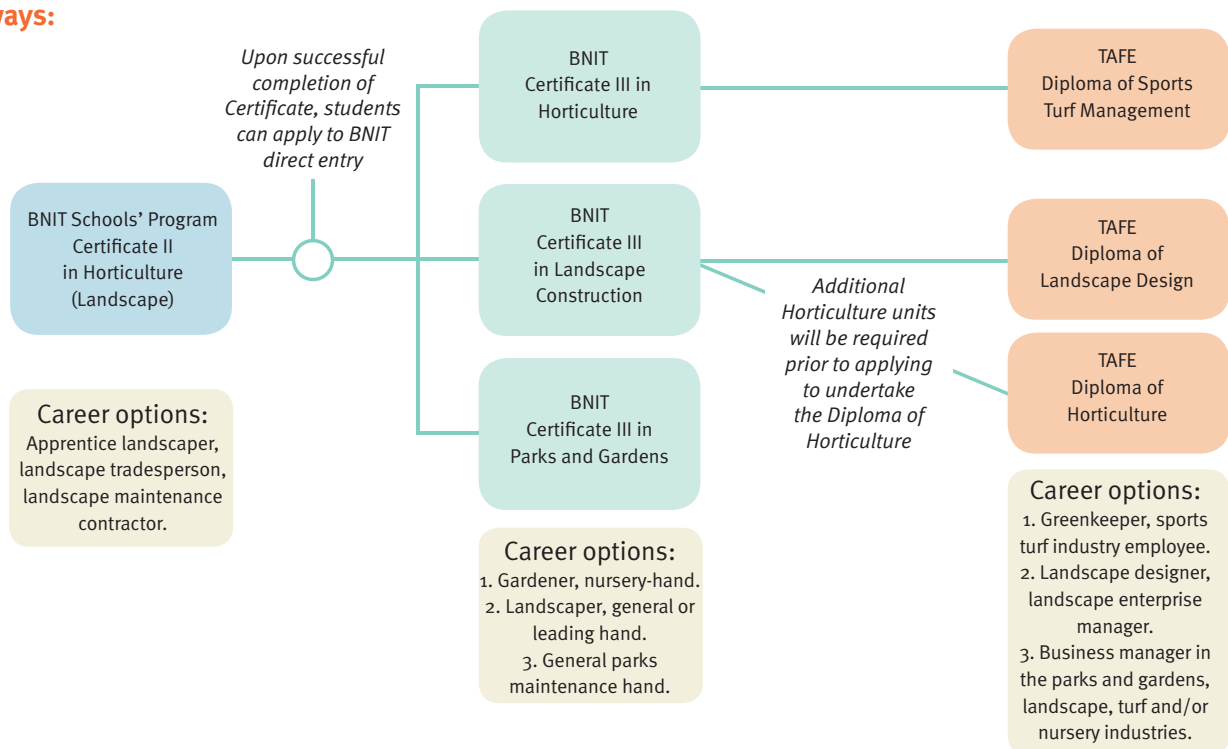 ways:
Upon successful
completion of
Certificate, students
can apply to BNIT
direct entry
BNIT Schools’ Program
Certificate II
in Horticulture
(Landscape)
Career options:
Apprentice landscaper,
landscape tradesperson,
landscape maintenance
contractor.
BNIT
Certificate III in
Horticulture
BNIT
Certificate III
in Landscape
Construction
BNIT
Certificate III in
Parks and Gardens
Career options:
1. Gardener, nursery-hand.
2. Landscaper, general or
leading hand.
3. General parks
maintenance hand.
Additional
Horticulture units
will be required
prior to applying
to undertake
the Diploma of
Horticulture
TAFE
Diploma of Sports
Turf Management
TAFE
Diploma of
Landscape Design
TAFE
Diploma of
Horticulture
Career options:
1. Greenkeeper, sports
turf industry employee.
2. Landscape designer,
landscape enterprise
manager.
3. Business manager in
the parks and gardens,
landscape, turf and/or
nursery industries.